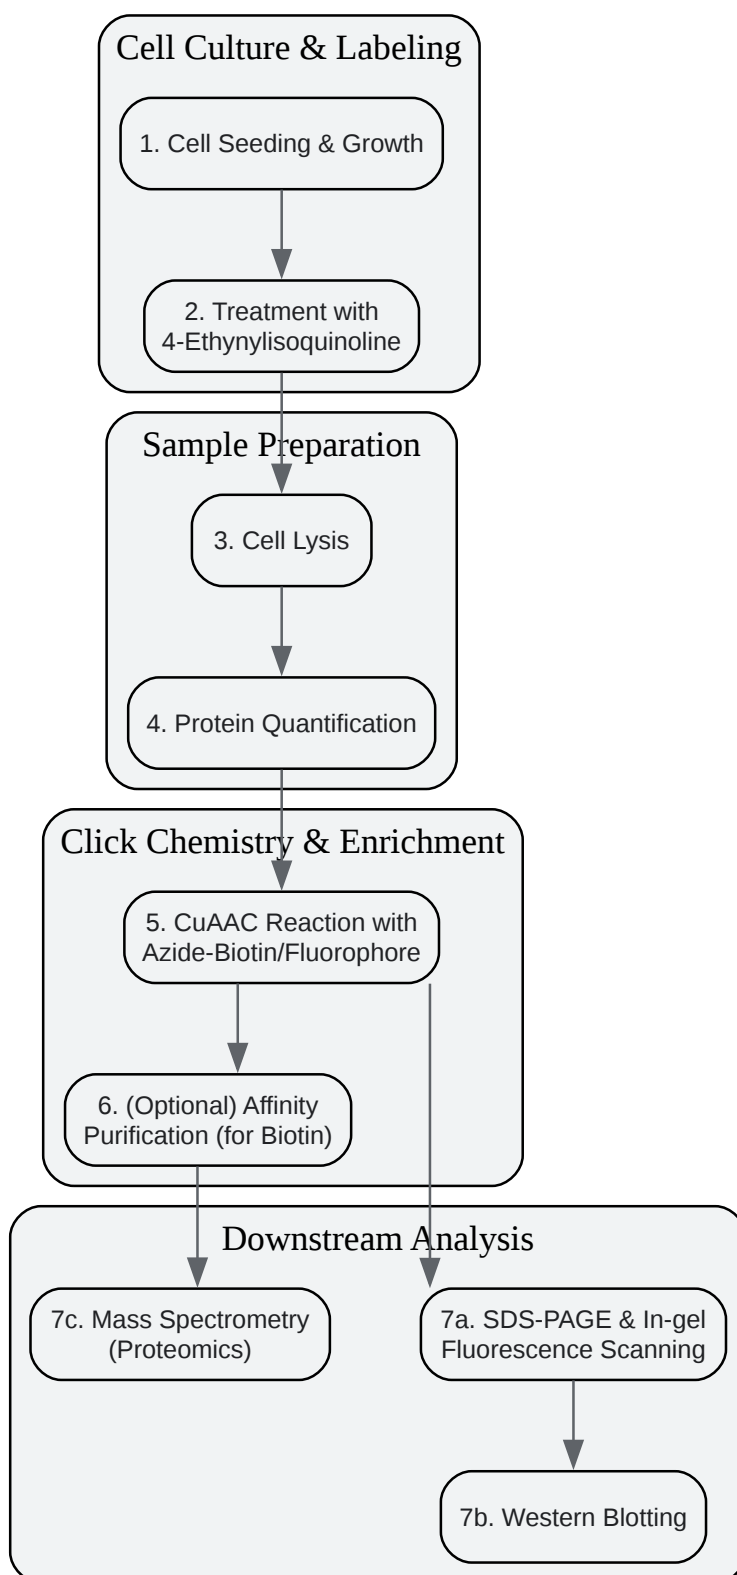 Cell Culture & Labeling
1. Cell Seeding & Growth
2. Treatment with
4-Ethynylisoquinoline
Sample Preparation
3. Cell Lysis
4. Protein Quantification
Click Chemistry & Enrichment
5. CuAAC Reaction with
Azide-Biotin/Fluorophore
6. (Optional) Affinity
Purification (for Biotin)
Downstream Analysis
7c. Mass Spectrometry
(Proteomics)
7a. SDS-PAGE & In-gel
Fluorescence Scanning
7b. Western Blotting